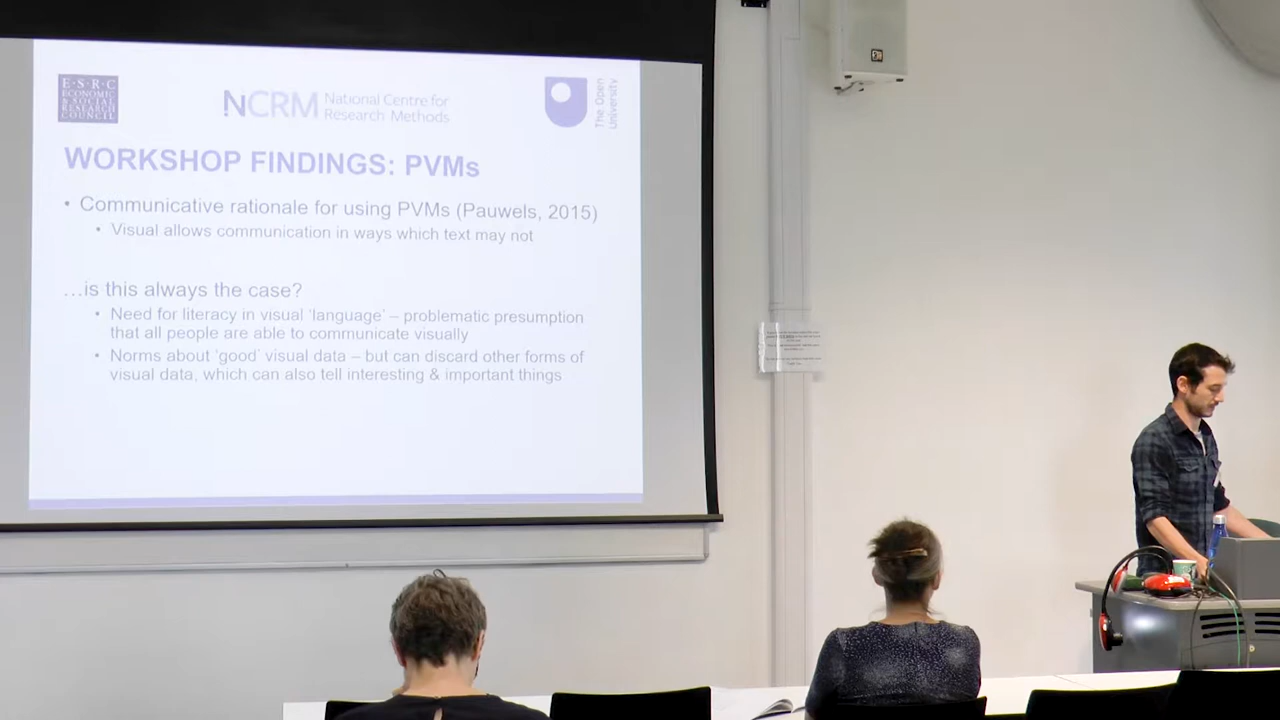 E·S·R·C
ECONOMIC
& SOCIAL
RESEARCH
COUNCIL
NCRM National Centre for
Research Methods
The Open
University
WORKSHOP FINDINGS: PVMs
• Communicative rationale for using PVMs (Pauwels, 2015)
• Visual allows communication in ways which text may not
…is this always the case?
• Need for literacy in visual 'language' – problematic presumption
that all people are able to communicate visually
• Norms about 'good' visual data – but can discard other forms of
visual data, which can also tell interesting & important things